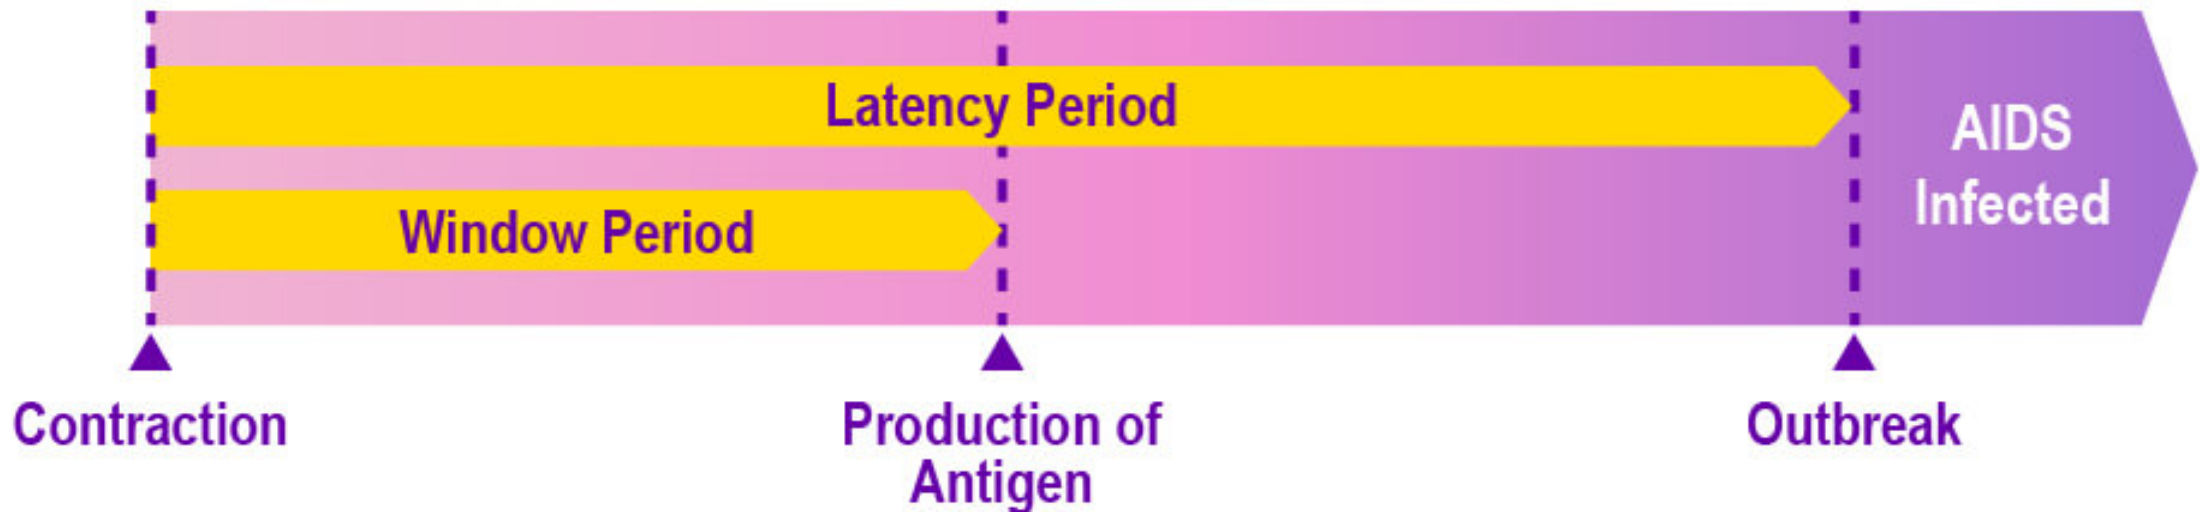 Latency Period
Window Period
AIDS
Infected
Contraction
Production of
Antigen
Outbreak